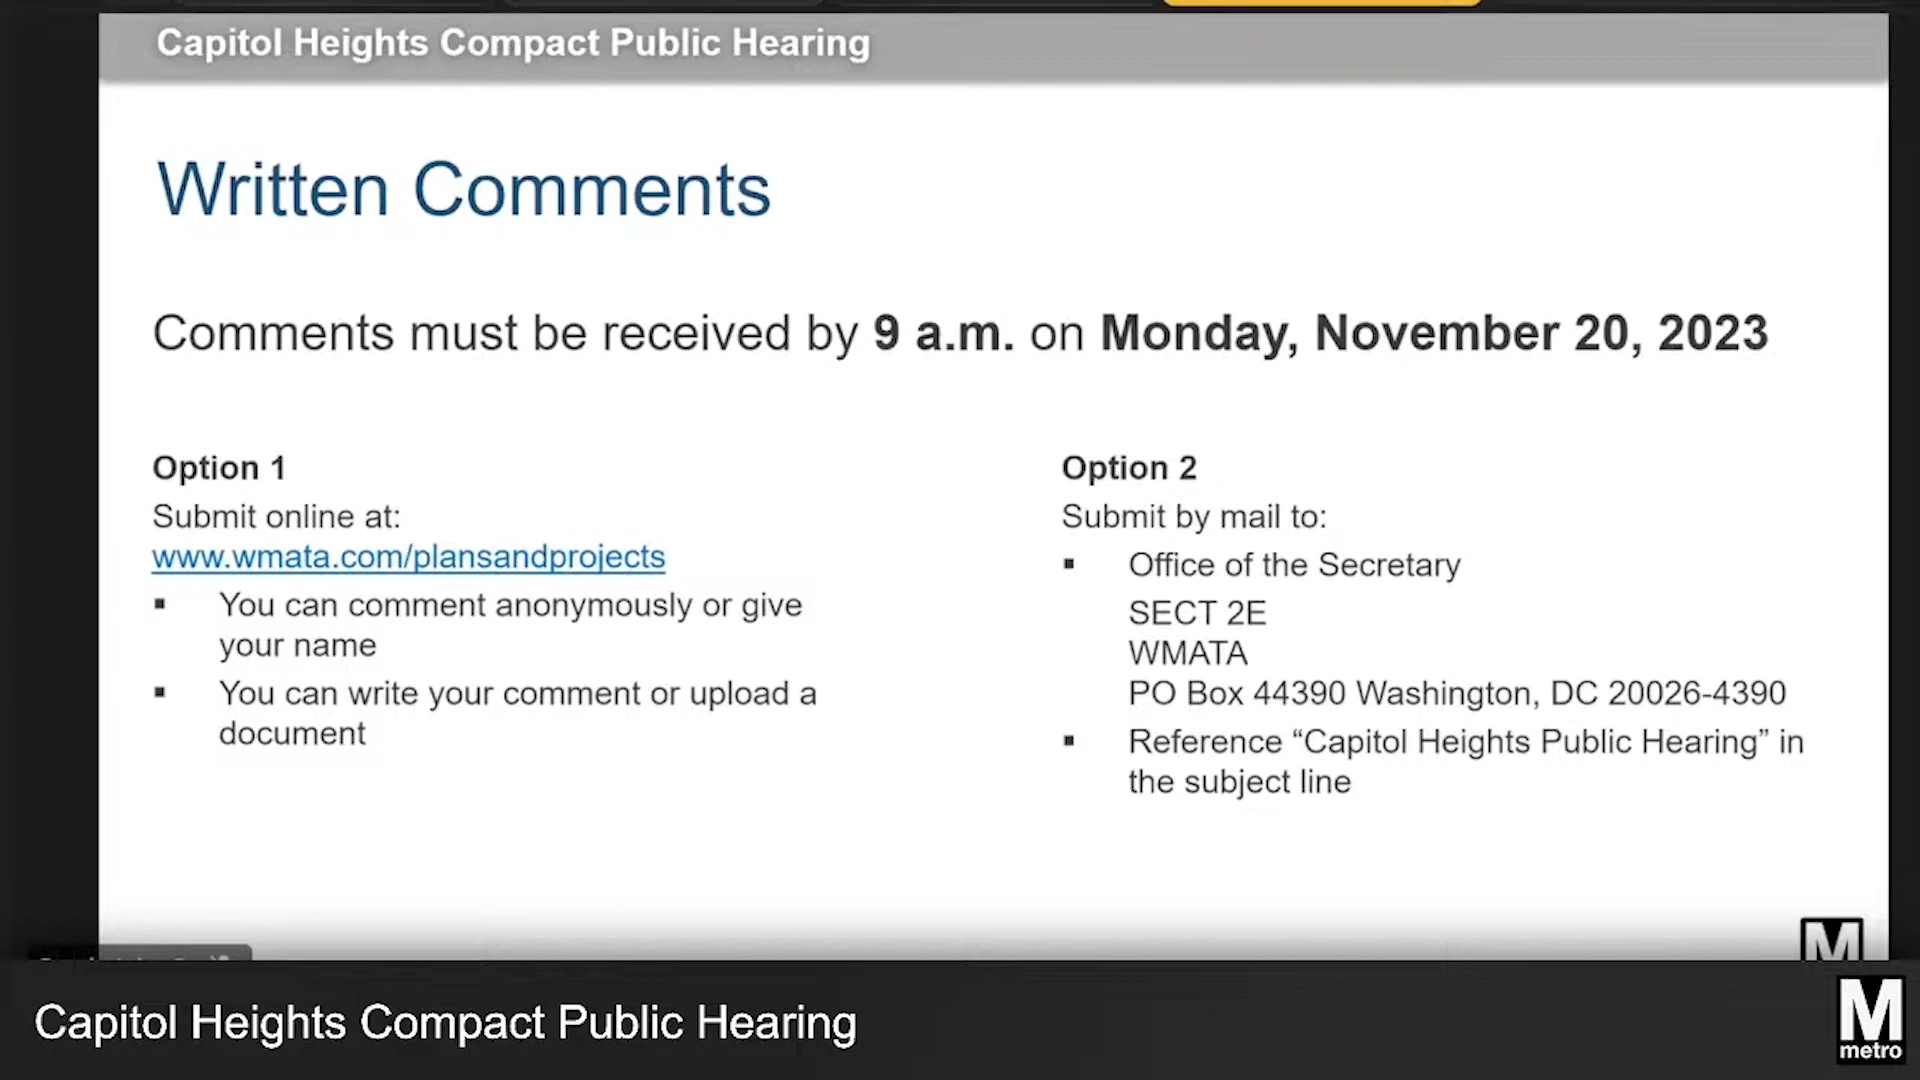 Capitol Heights Compact Public Hearing
Written Comments
Comments must be received by 9 a.m. on Monday, November 20, 2023
Option 1
Submit online at:
www.wmata.com/plansandprojects
▪ You can comment anonymously or give
your name
▪ You can write your comment or upload a
document
Option 2
Submit by mail to:
▪ Office of the Secretary
SECT 2E
WMATA
PO Box 44390 Washington, DC 20026-4390
▪ Reference “Capitol Heights Public Hearing” in
the subject line
M
Capitol Heights Compact Public Hearing
M
metro